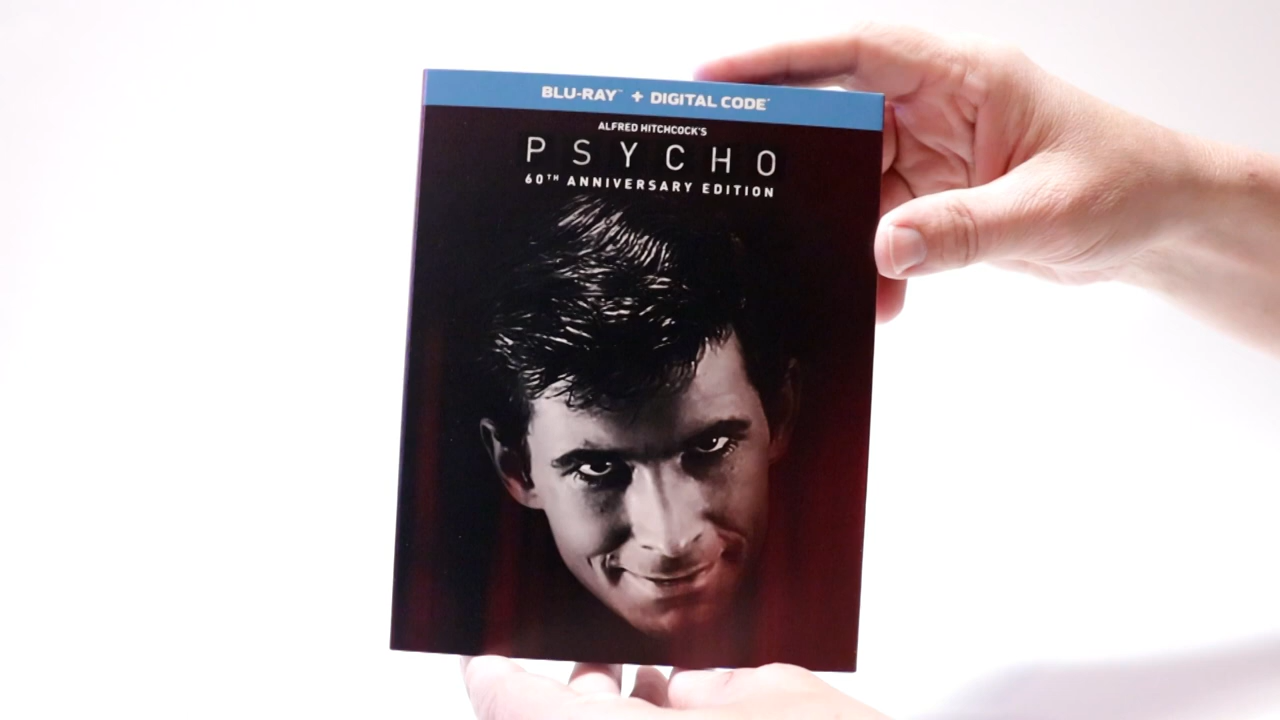 BLU-RAY™ + DIGITAL CODE*
ALFRED HITCHCOCK'S
PSYCHO
60TH ANNIVERSARY EDITION